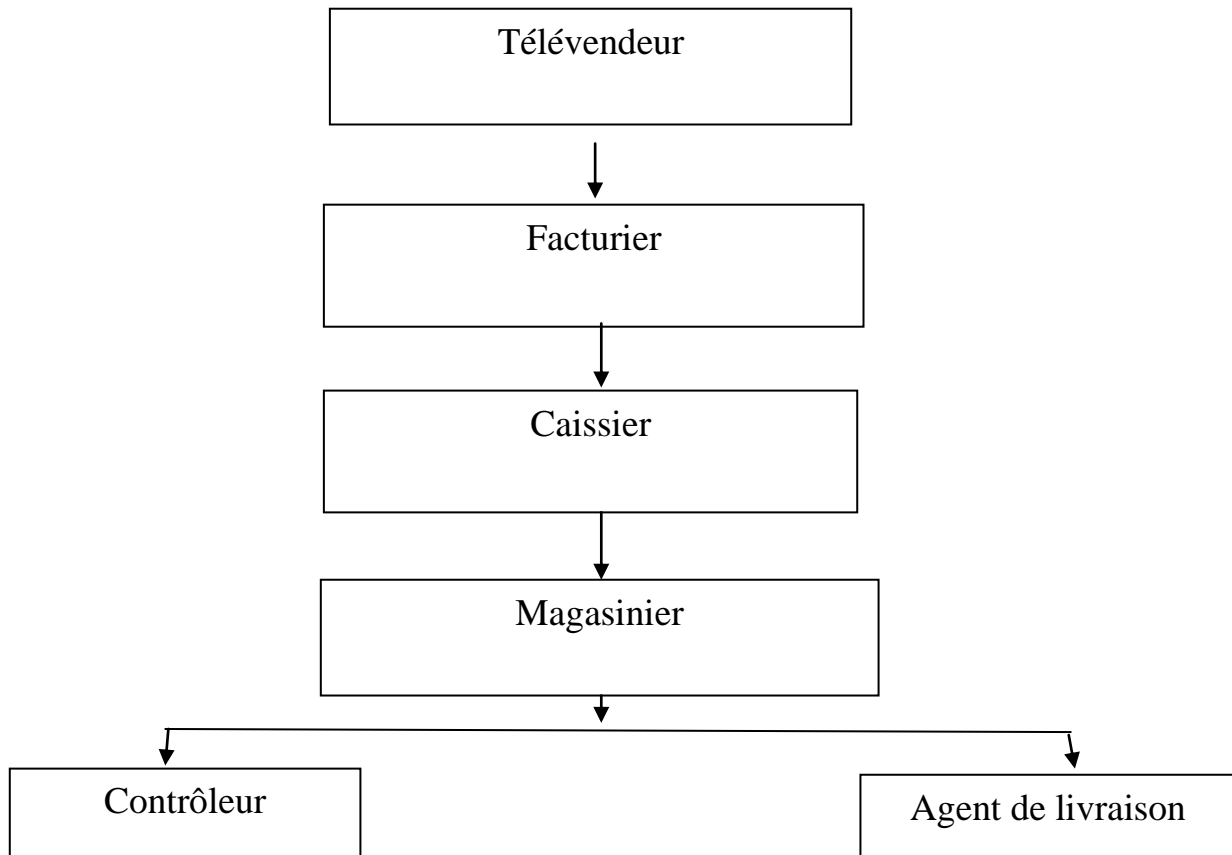 Télévendeur
Facturier
Caissier
Magasinier
Contrôleur
Agent de livraison